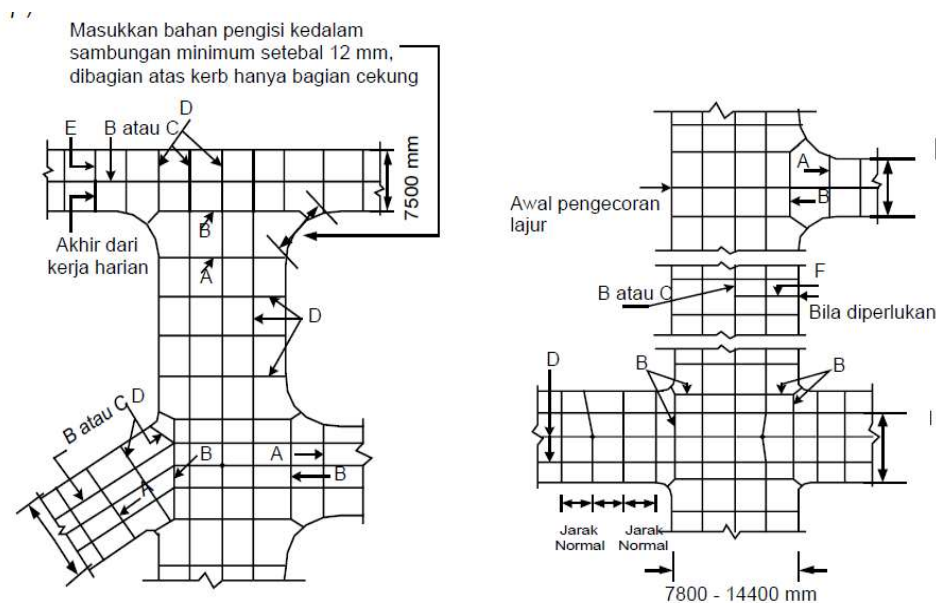 Masukkan bahan pengisi kedalam
sambungan minimum setebal 12 mm,
dibagian atas kerb hanya bagian cekung
D
E
B atau C
7500 mm
Akhir dari
kerja harian
B
A
D
B atau C
D
B
A
A
B
A
B
Awal pengecoran
lajur
F
B atau C
Bila diperlukan
D
B
B
Jarak
Normal
Jarak
Normal
7800 - 14400 mm